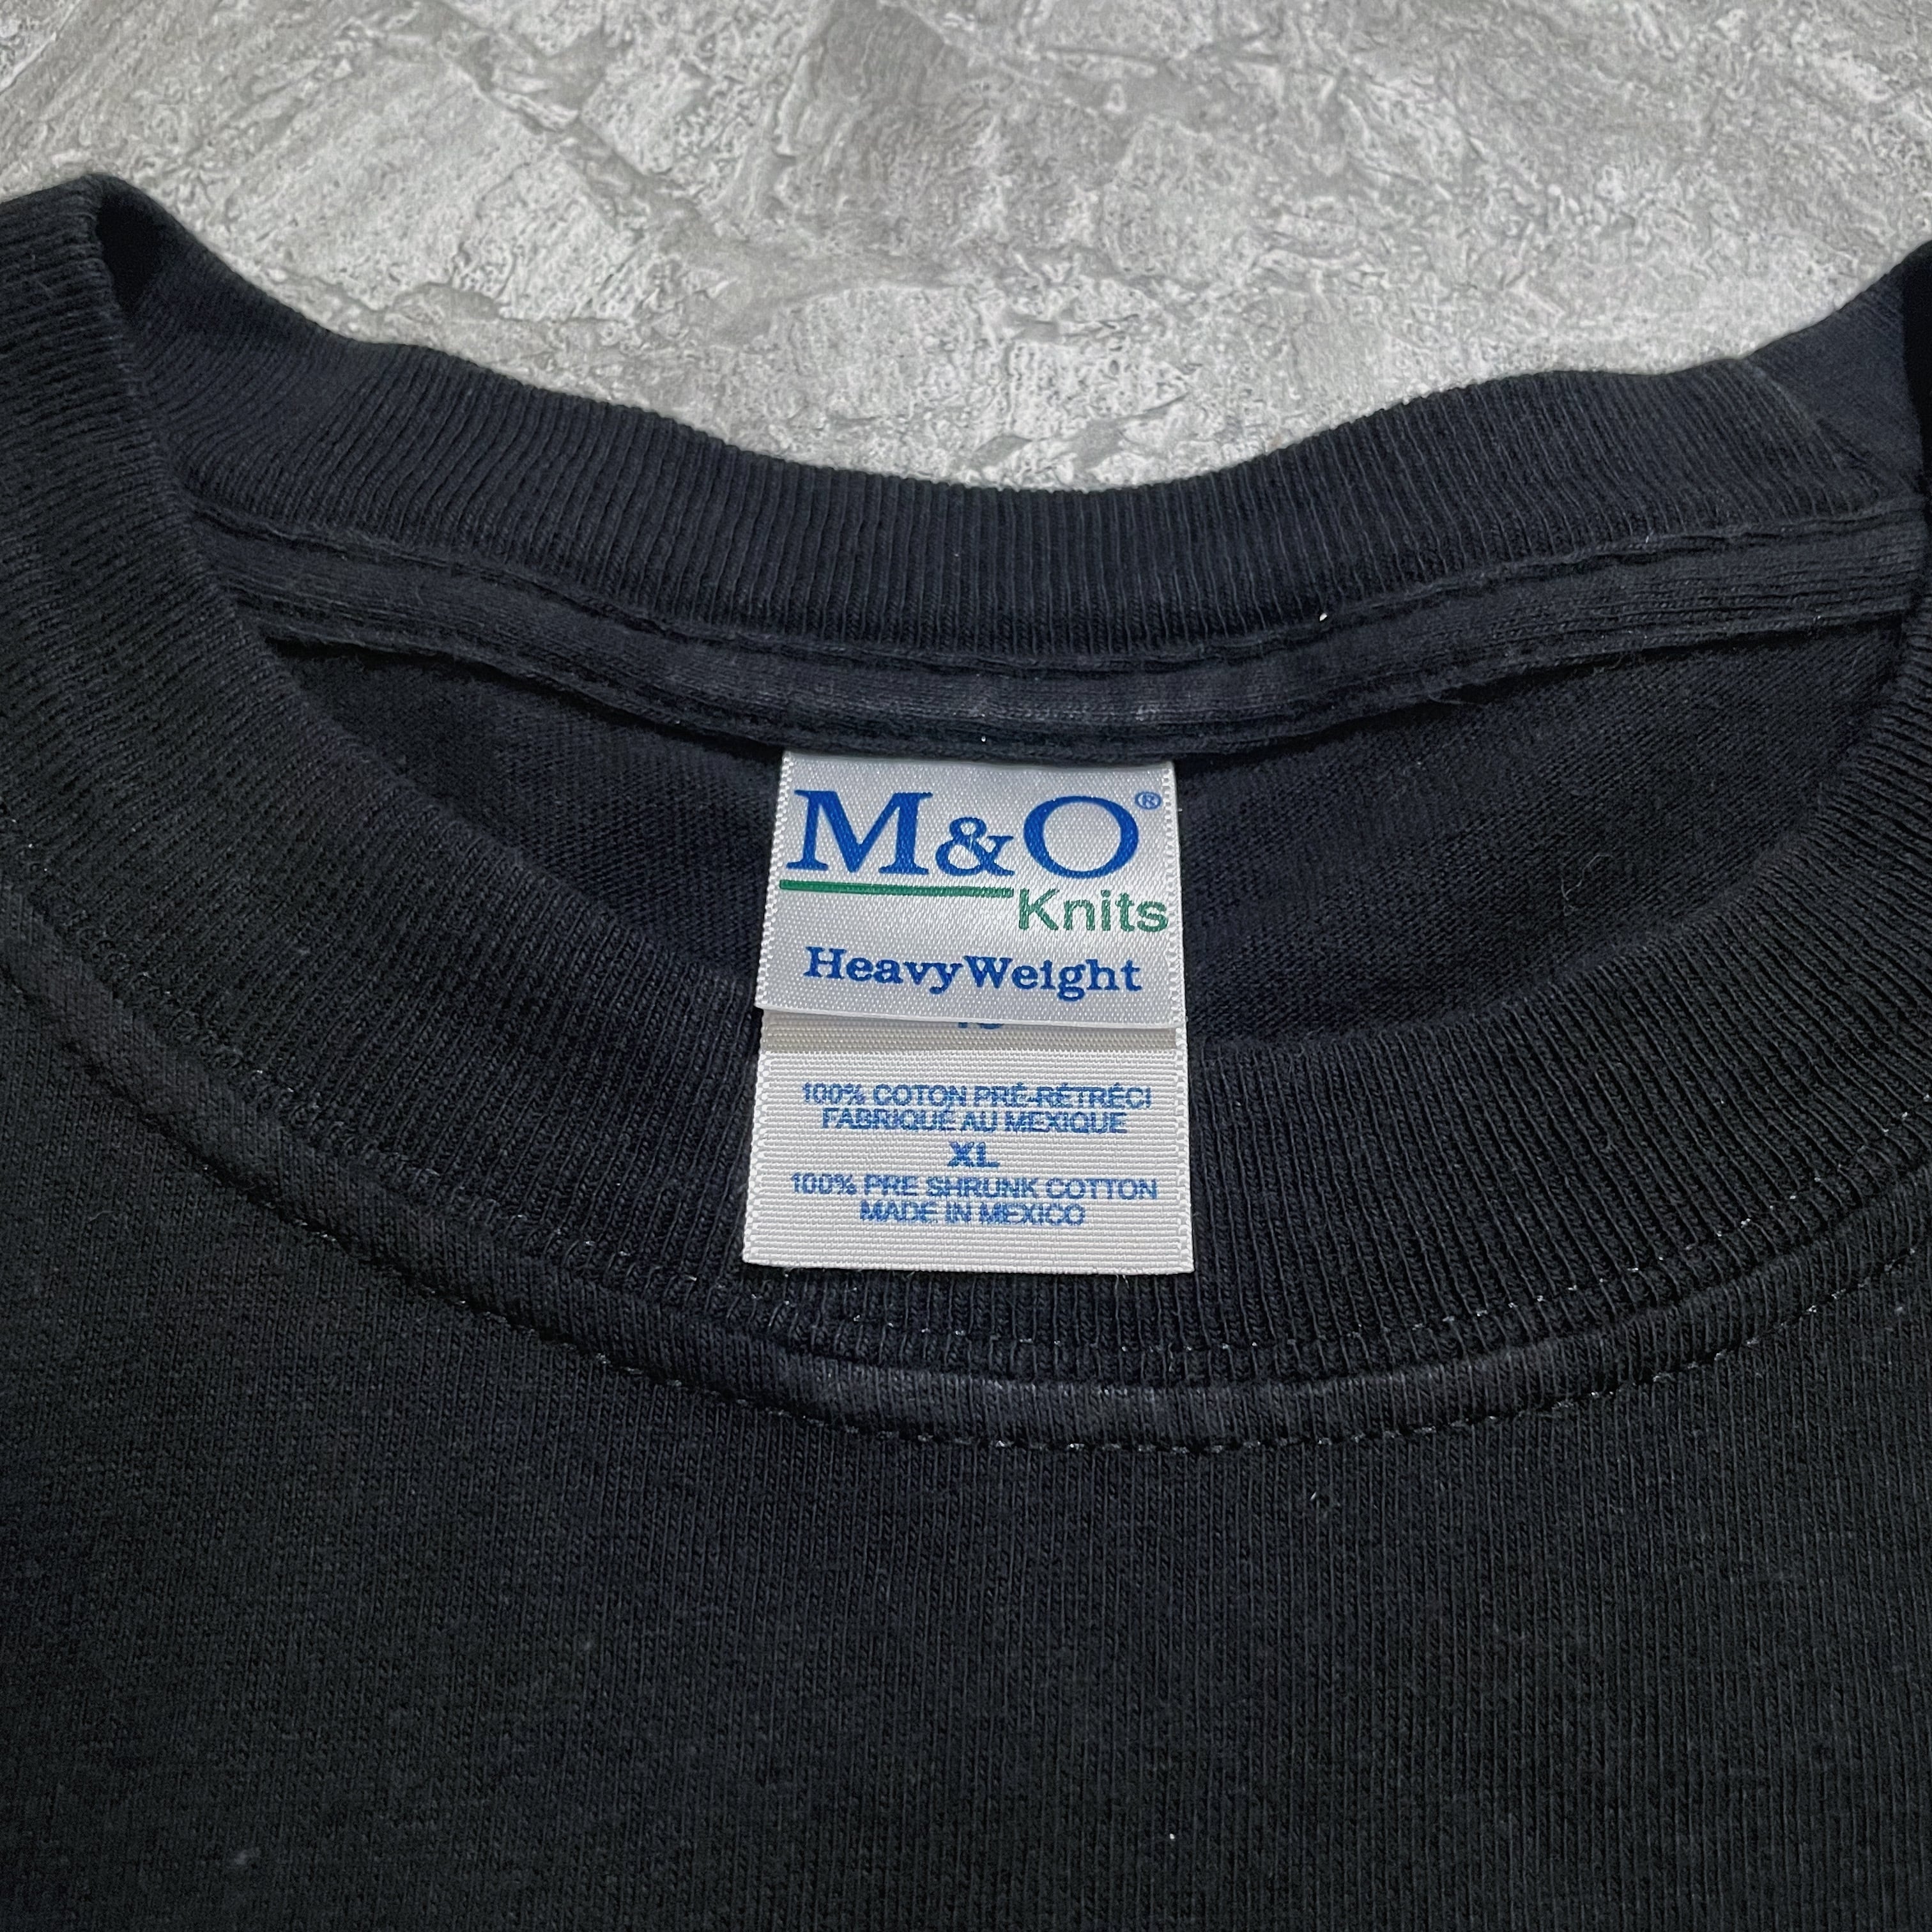 M&O®
Knits
HeavyWeight
100% COTON PRÉ-RÉTRÉCI
FABRIQUÉ AU MEXIQUE
XL
100% PRE SHRUNK COTTON
MADE IN MEXICO